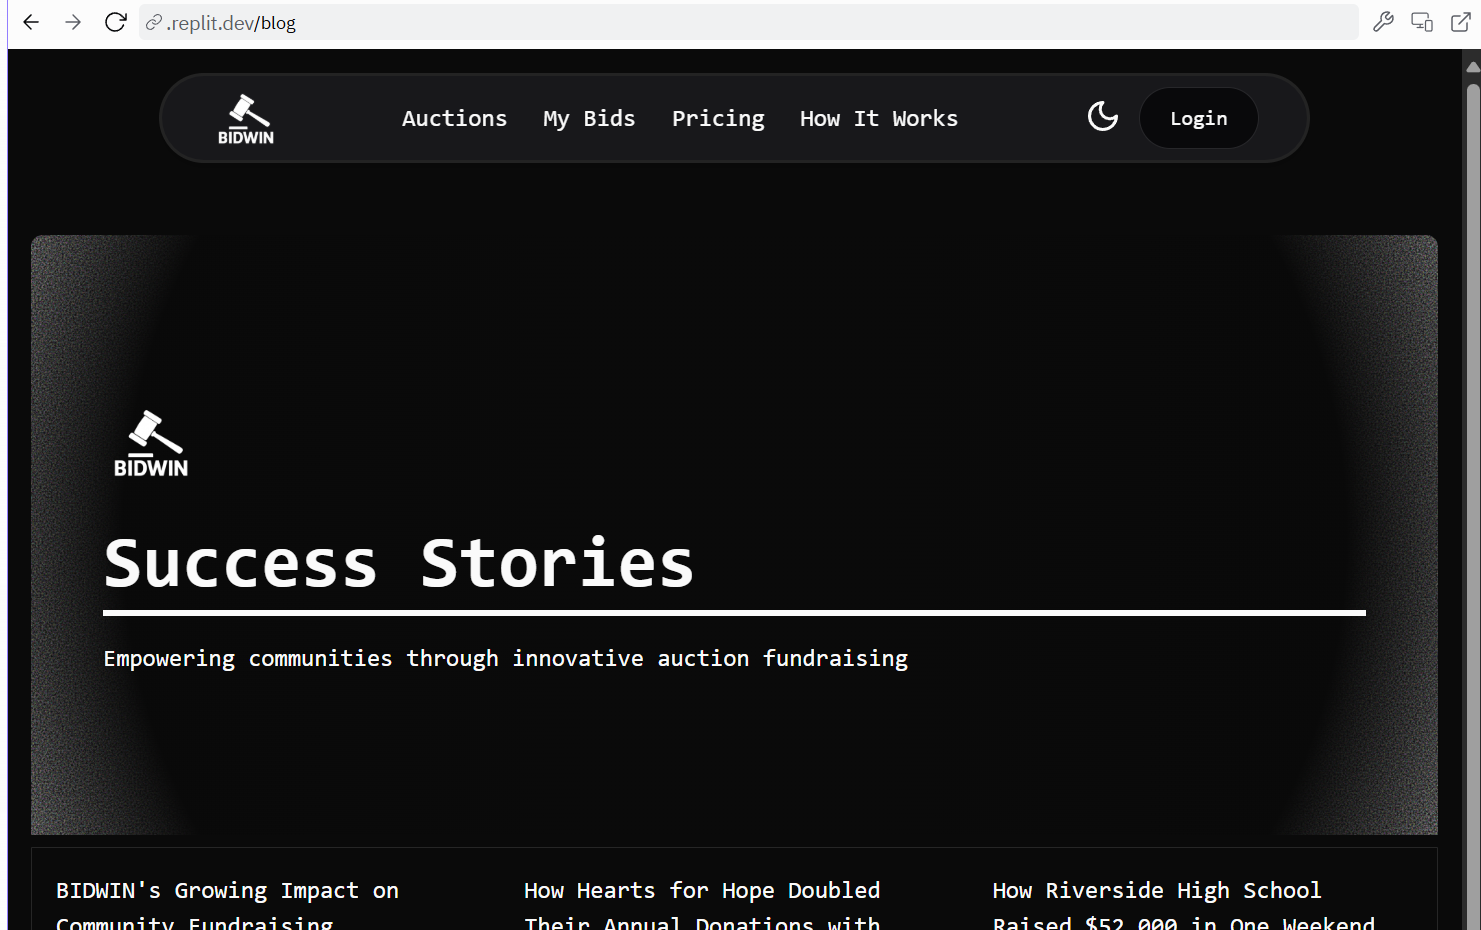 .replit.dev/blog
BIDWIN
Auctions My Bids Pricing How It Works
Login
BIDWIN
Success Stories
Empowering communities through innovative auction fundraising
BIDWIN's Growing Impact on
Community Fundraising
How Hearts for Hope Doubled
Their Annual Donations with
How Riverside High School
Raised $52,000 in One Weekend